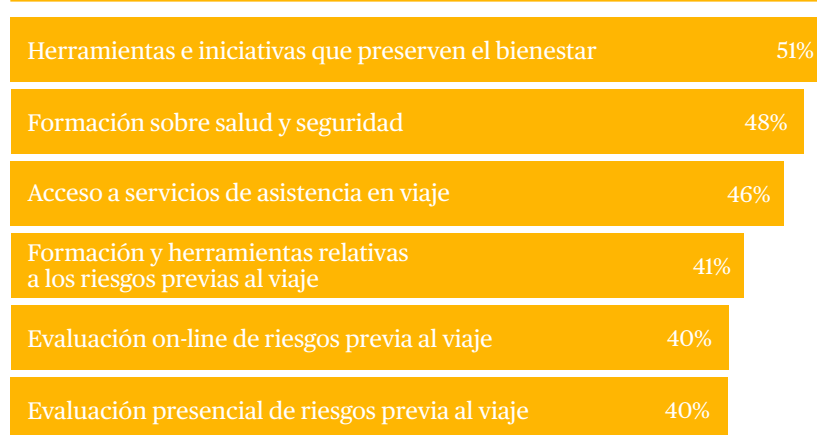 Herramientas e iniciativas que preserven el bienestar 51%
Formación sobre salud y seguridad 48%
Acceso a servicios de asistencia en viaje 46%
Formación y herramientas relativas
a los riesgos previas al viaje 41%
Evaluación on-line de riesgos previa al viaje 40%
Evaluación presencial de riesgos previa al viaje 40%